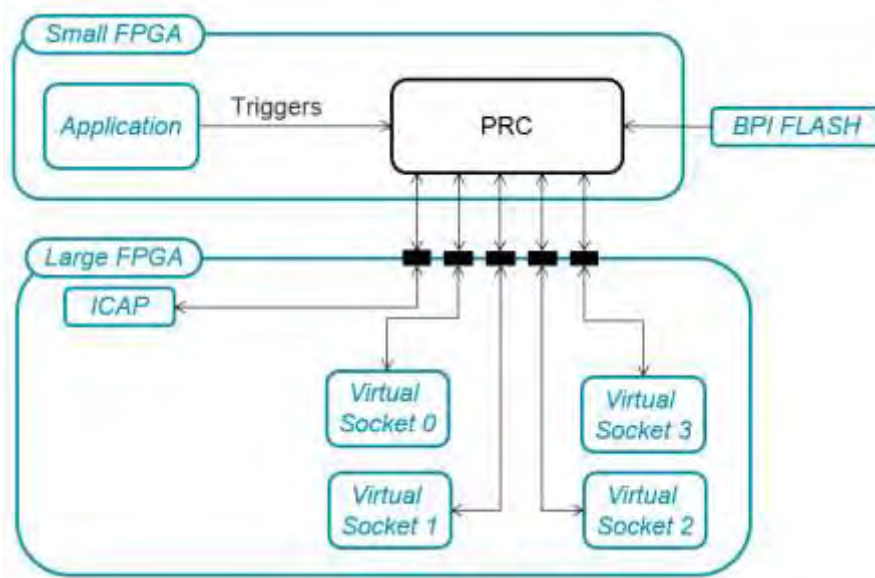 Small FPGA
Application
Triggers
PRC
BPI FLASH
Large FPGA
ICAP
Virtual
Socket 0
Virtual
Socket 3
Virtual
Socket 1
Virtual
Socket 2